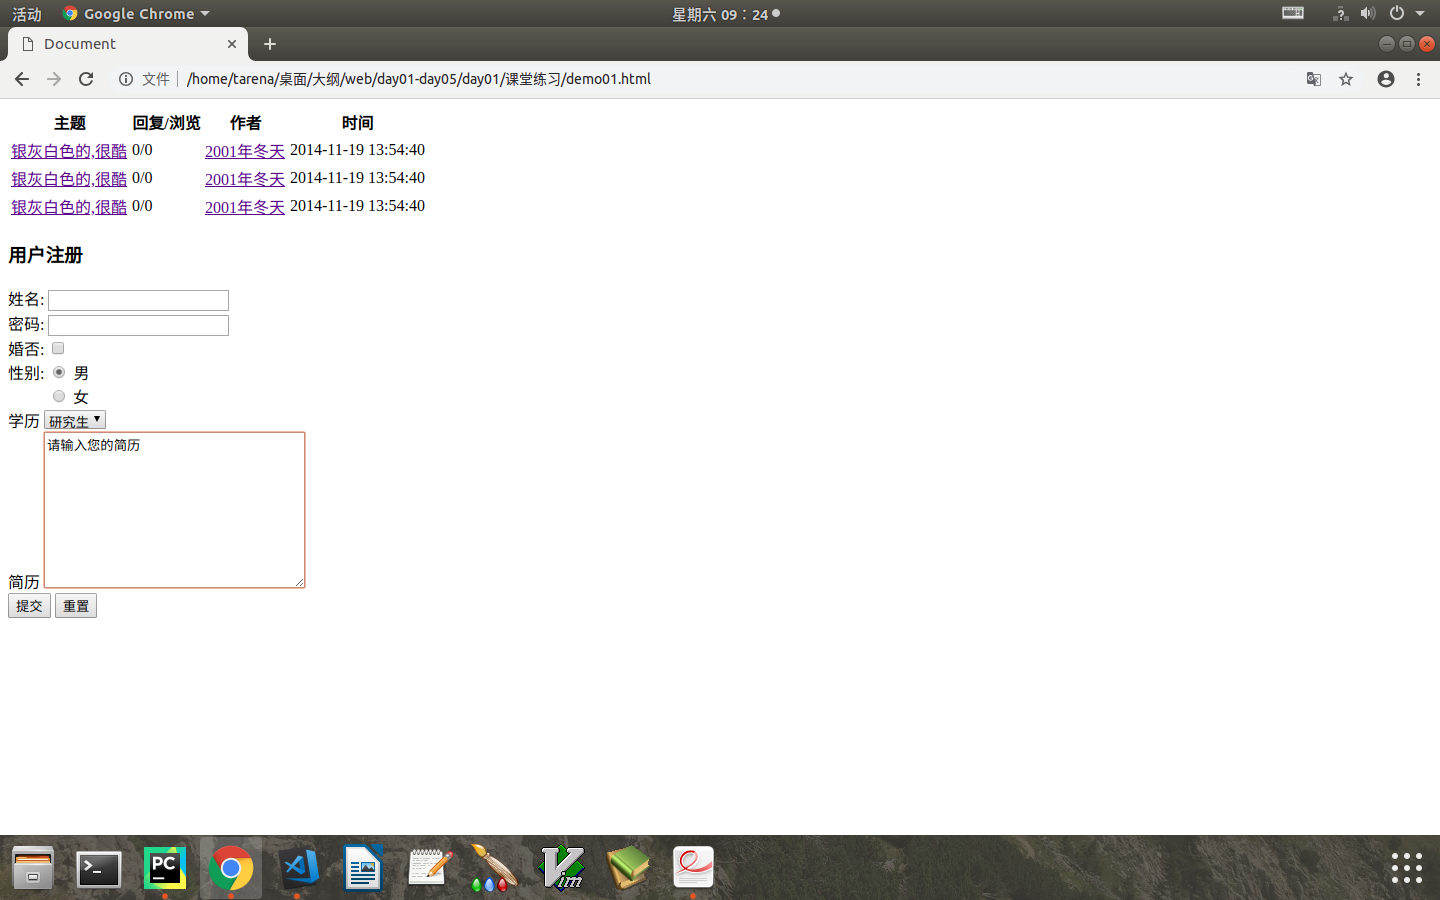 活动 Google Chrome 星期六 09：24
Document
文件 /home/tarena/桌面/大纲/web/day01-day05/day01/课堂练习/demo01.html
主题 回复/浏览 作者 时间
银灰白色的,很酷 0/0 2001年冬天 2014-11-19 13:54:40
银灰白色的,很酷 0/0 2001年冬天 2014-11-19 13:54:40
银灰白色的,很酷 0/0 2001年冬天 2014-11-19 13:54:40
用户注册
姓名:
密码:
婚否:
性别: 男
女
学历 研究生
请输入您的简历
简历
提交 重置
PC
Vim